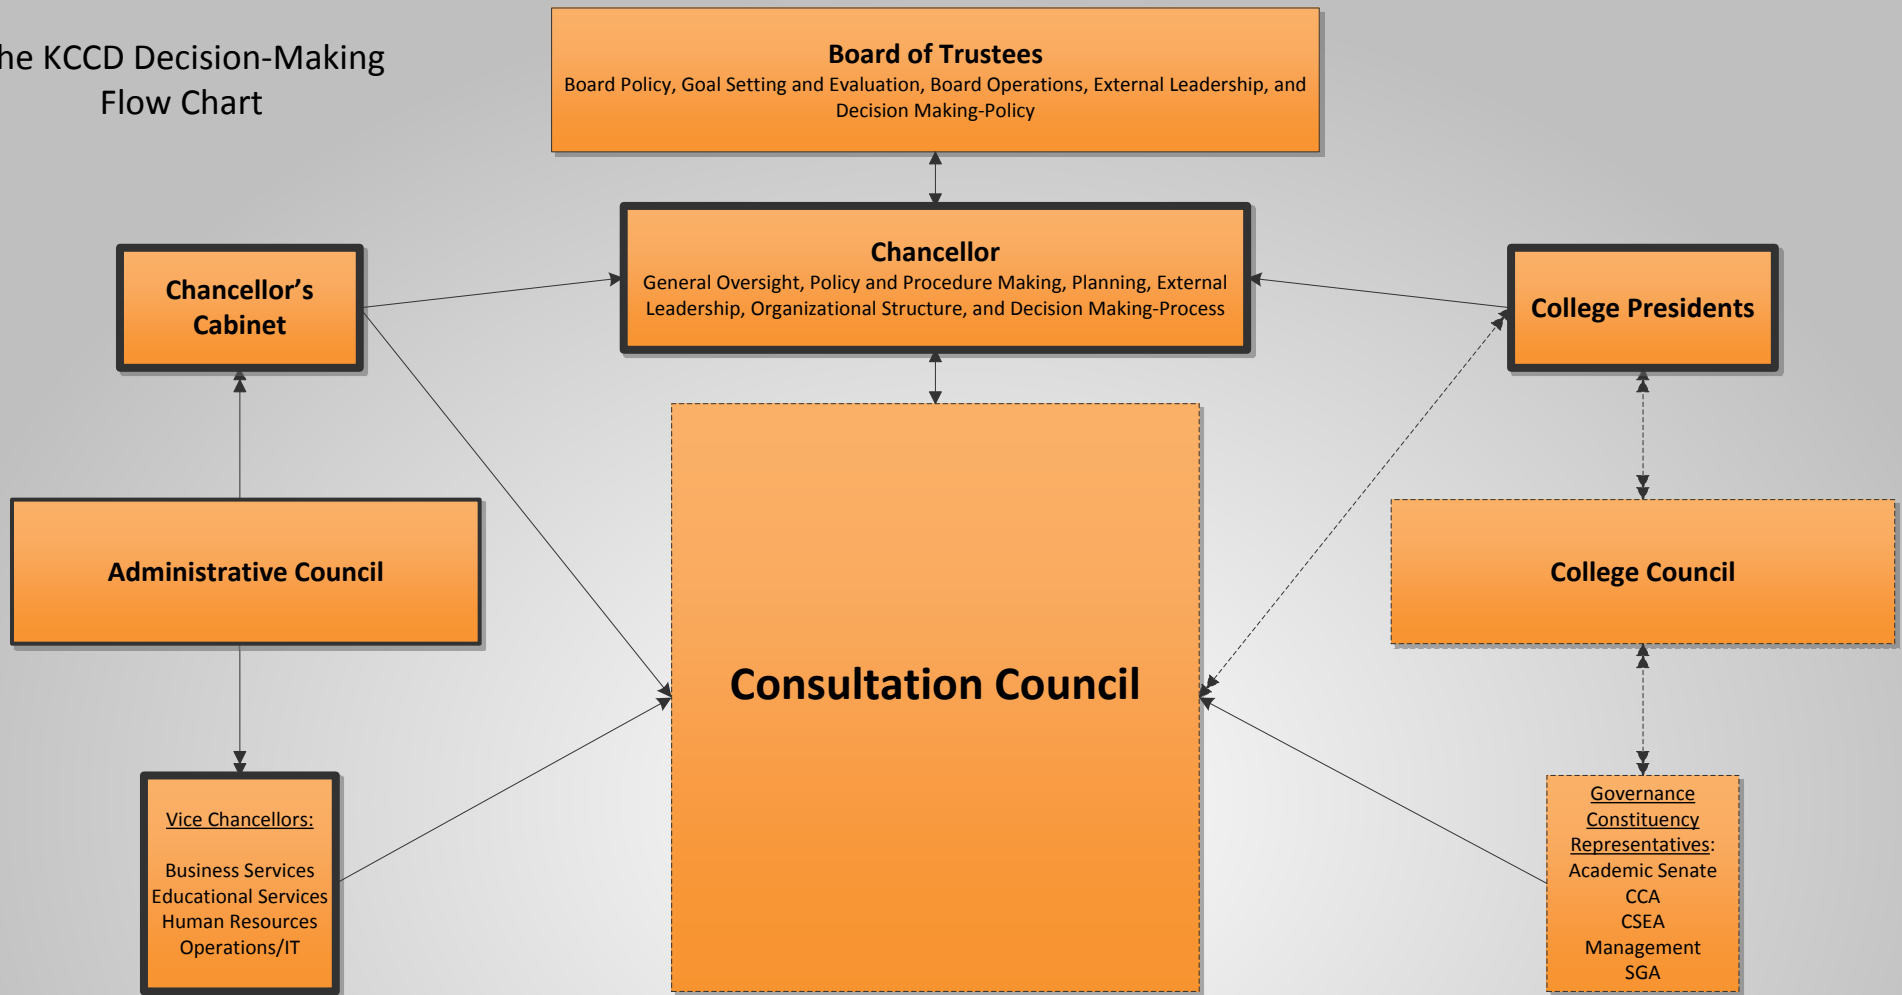 he KCCD Decision-Making
Flow Chart
Board of Trustees
Board Policy, Goal Setting and Evaluation, Board Operations, External Leadership, and
Decision Making-Policy
Chancellor
General Oversight, Policy and Procedure Making, Planning, External
Leadership, Organizational Structure, and Decision Making-Process
Chancellor’s
Cabinet
College Presidents
Administrative Council
College Council
Consultation Council
Vice Chancellors:
Business Services
Educational Services
Human Resources
Operations/IT
Governance
Constituency
Representatives:
Academic Senate
CCA
CSEA
Management
SGA